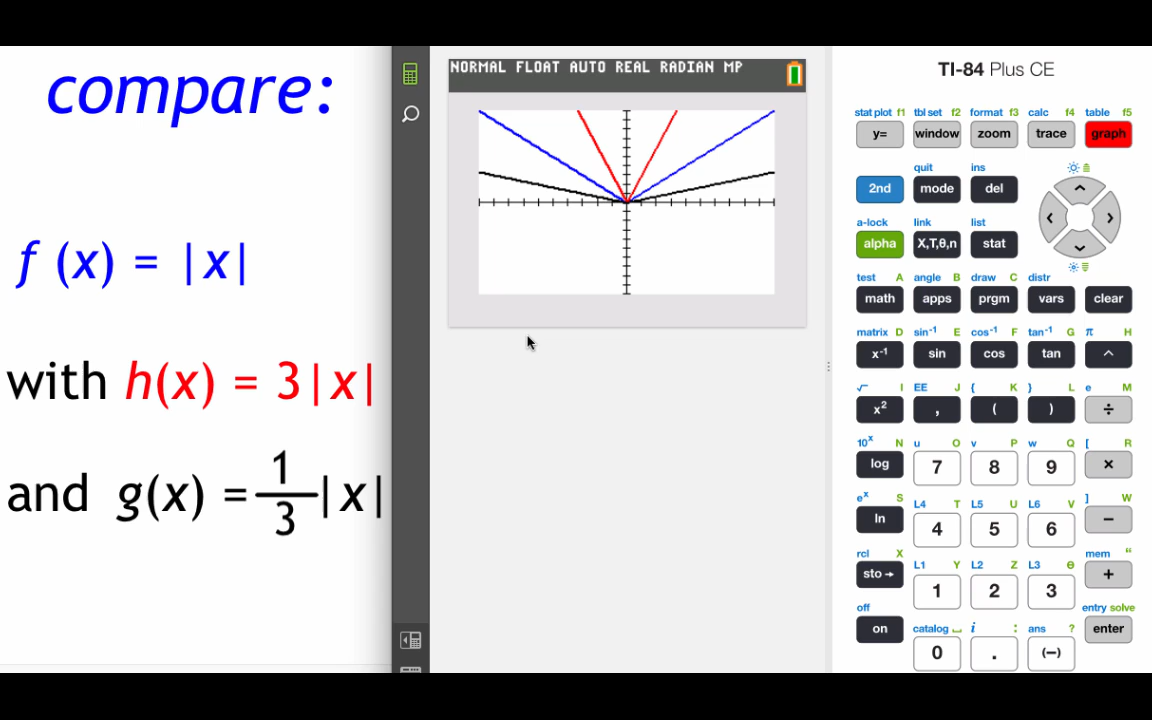 compare:
f (x) = |x|
with h(x) = 3|x|
and g(x) = 1/3|x|
NORMAL FLOAT AUTO REAL RADIAN MP
TI-84 Plus CE
stat plot f1 tbl set f2 format f3 calc f4 table f5
y= window zoom trace graph
quit ins
2nd mode del
a-lock link list
alpha X,T,θ,n stat
test A angle B draw C distr
math apps prgm vars clear
matrix D sin⁻¹ E cos⁻¹ F tan⁻¹ G π H
x⁻¹ sin cos tan ^
√ I EE J { K } L e M
x² , ( ) ÷
10ˣ N u O v P w Q [ R
log 7 8 9 ×
eˣ S L4 T L5 U L6 V ] W
ln 4 5 6 −
rcl X L1 Y L2 Z L3 θ mem “
sto→ 1 2 3 +
off catalog ␣ i : ans ? entry solve
on 0 . (−) enter